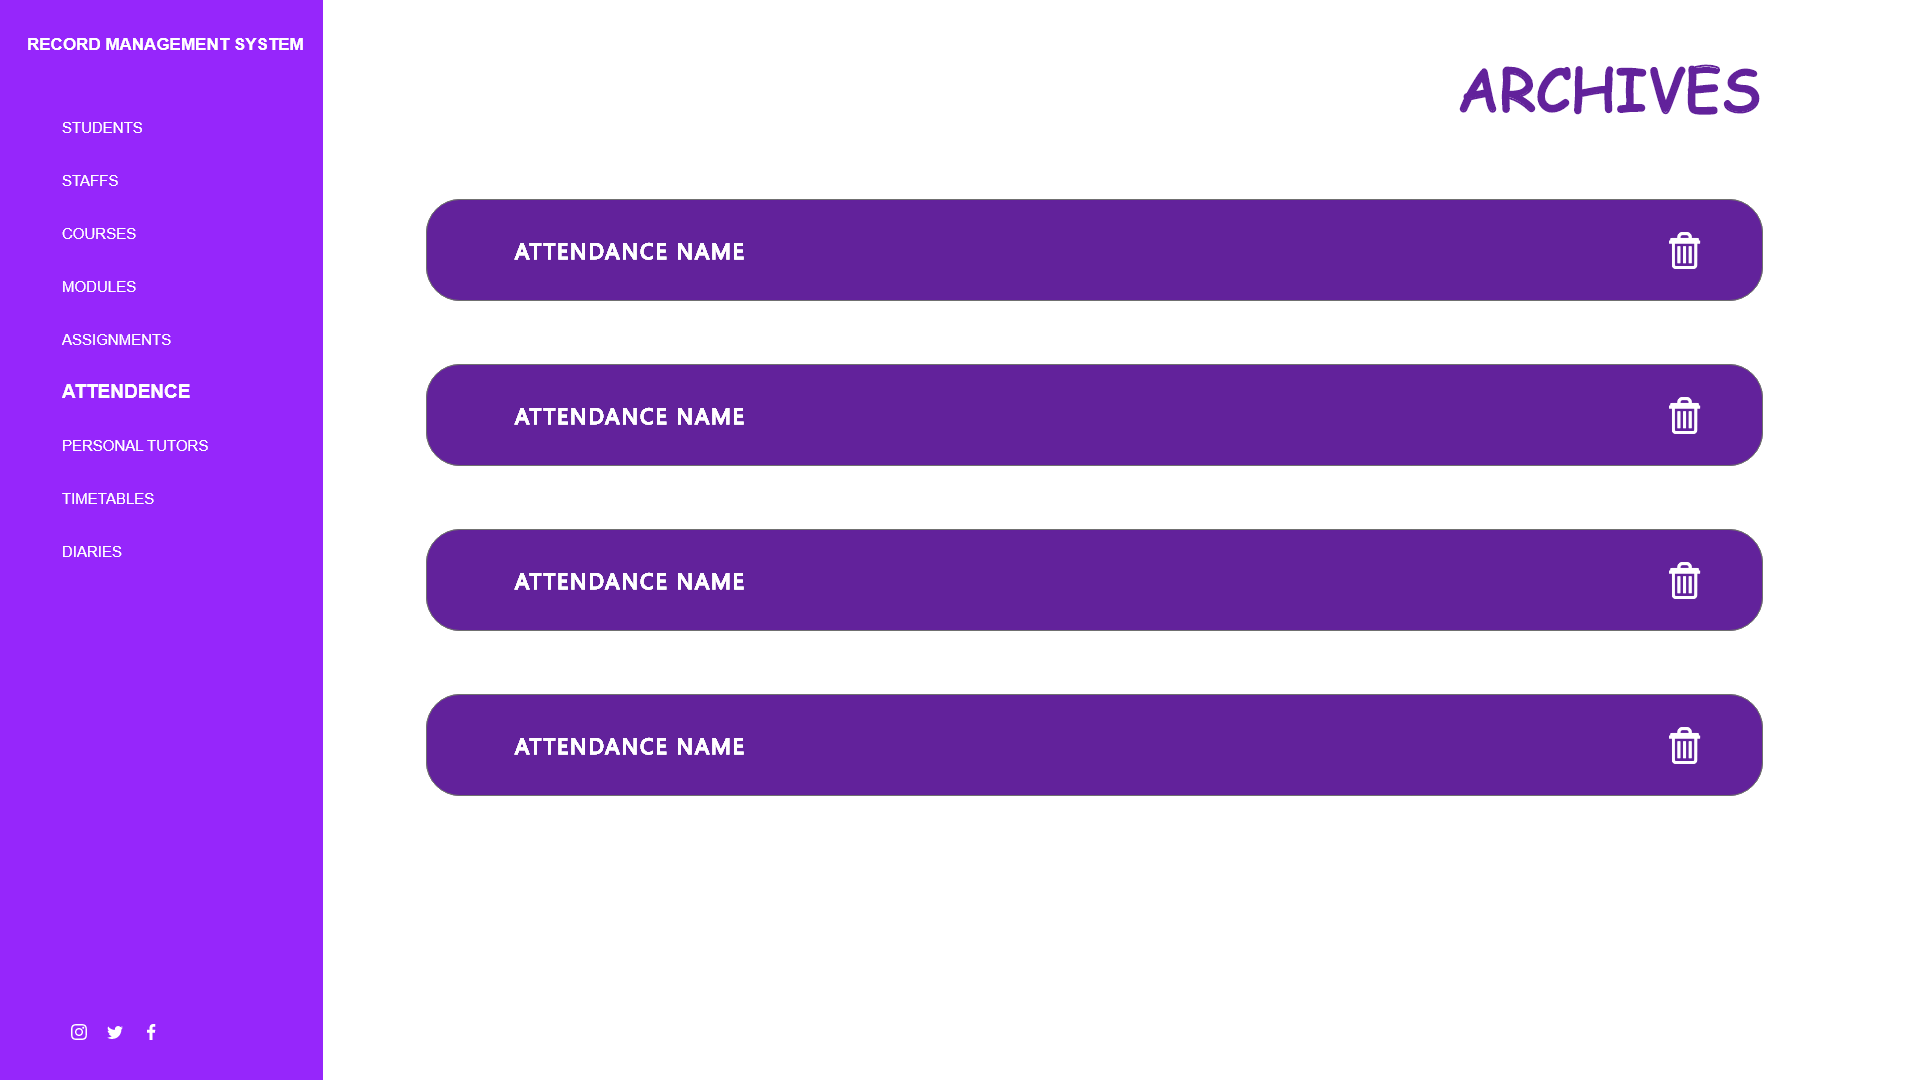 RECORD MANAGEMENT SYSTEM
STUDENTS
STAFFS
COURSES
MODULES
ASSIGNMENTS
ATTENDENCE
PERSONAL TUTORS
TIMETABLES
DIARIES
ARCHIVES
ATTENDANCE NAME
ATTENDANCE NAME
ATTENDANCE NAME
ATTENDANCE NAME